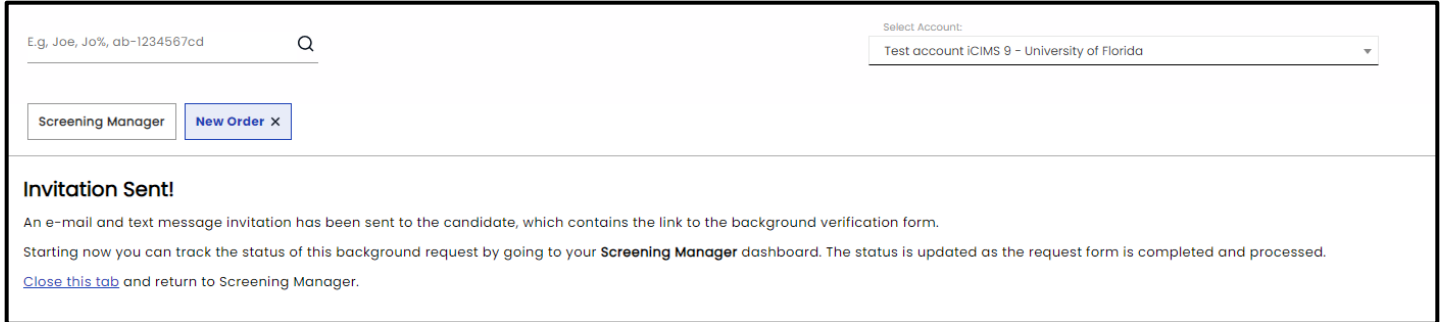 Select Account:
E.g, Joe, Jo%, ab-1234567cd
Test account iCIMS 9 - University of Florida
Screening Manager
New Order ×
Invitation Sent!
An e-mail and text message invitation has been sent to the candidate, which contains the link to the background verification form.
Starting now you can track the status of this background request by going to your Screening Manager dashboard. The status is updated as the request form is completed and processed.
Close this tab and return to Screening Manager.